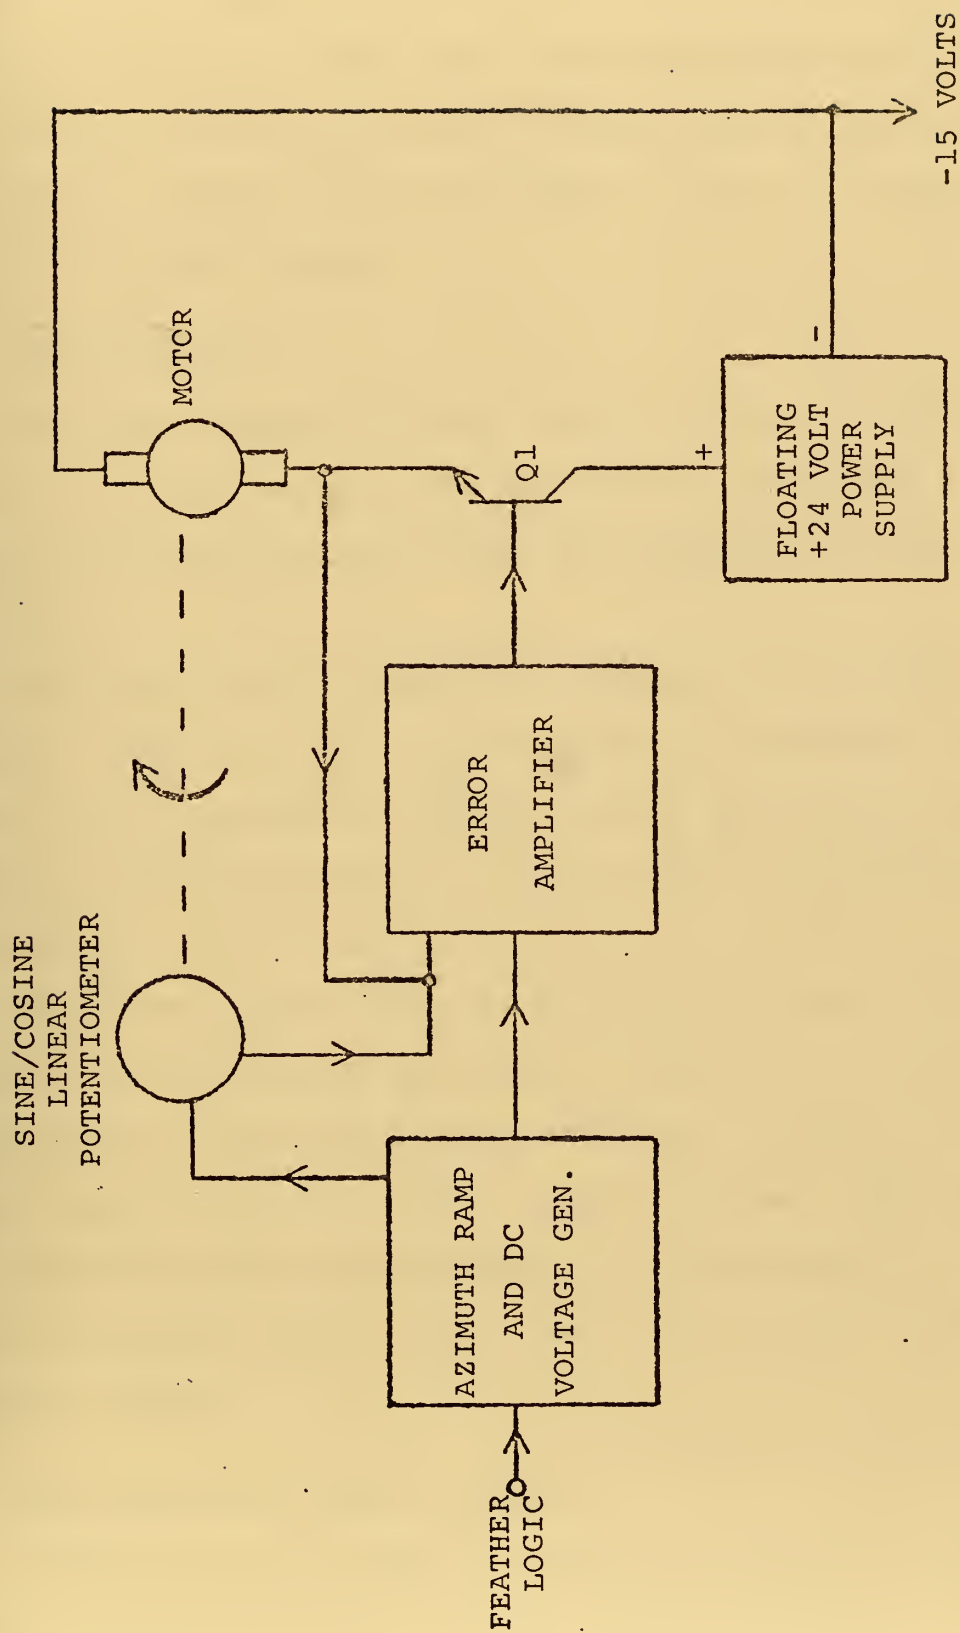 SINE/COSINE
LINEAR
POTENTIOMETER
MOTOR
FEATHER
LOGIC
AZIMUTH RAMP
AND DC
VOLTAGE GEN.
ERROR
AMPLIFIER
Q1
+
-
FLOATING
+24 VOLT
POWER
SUPPLY
-15 VOLTS